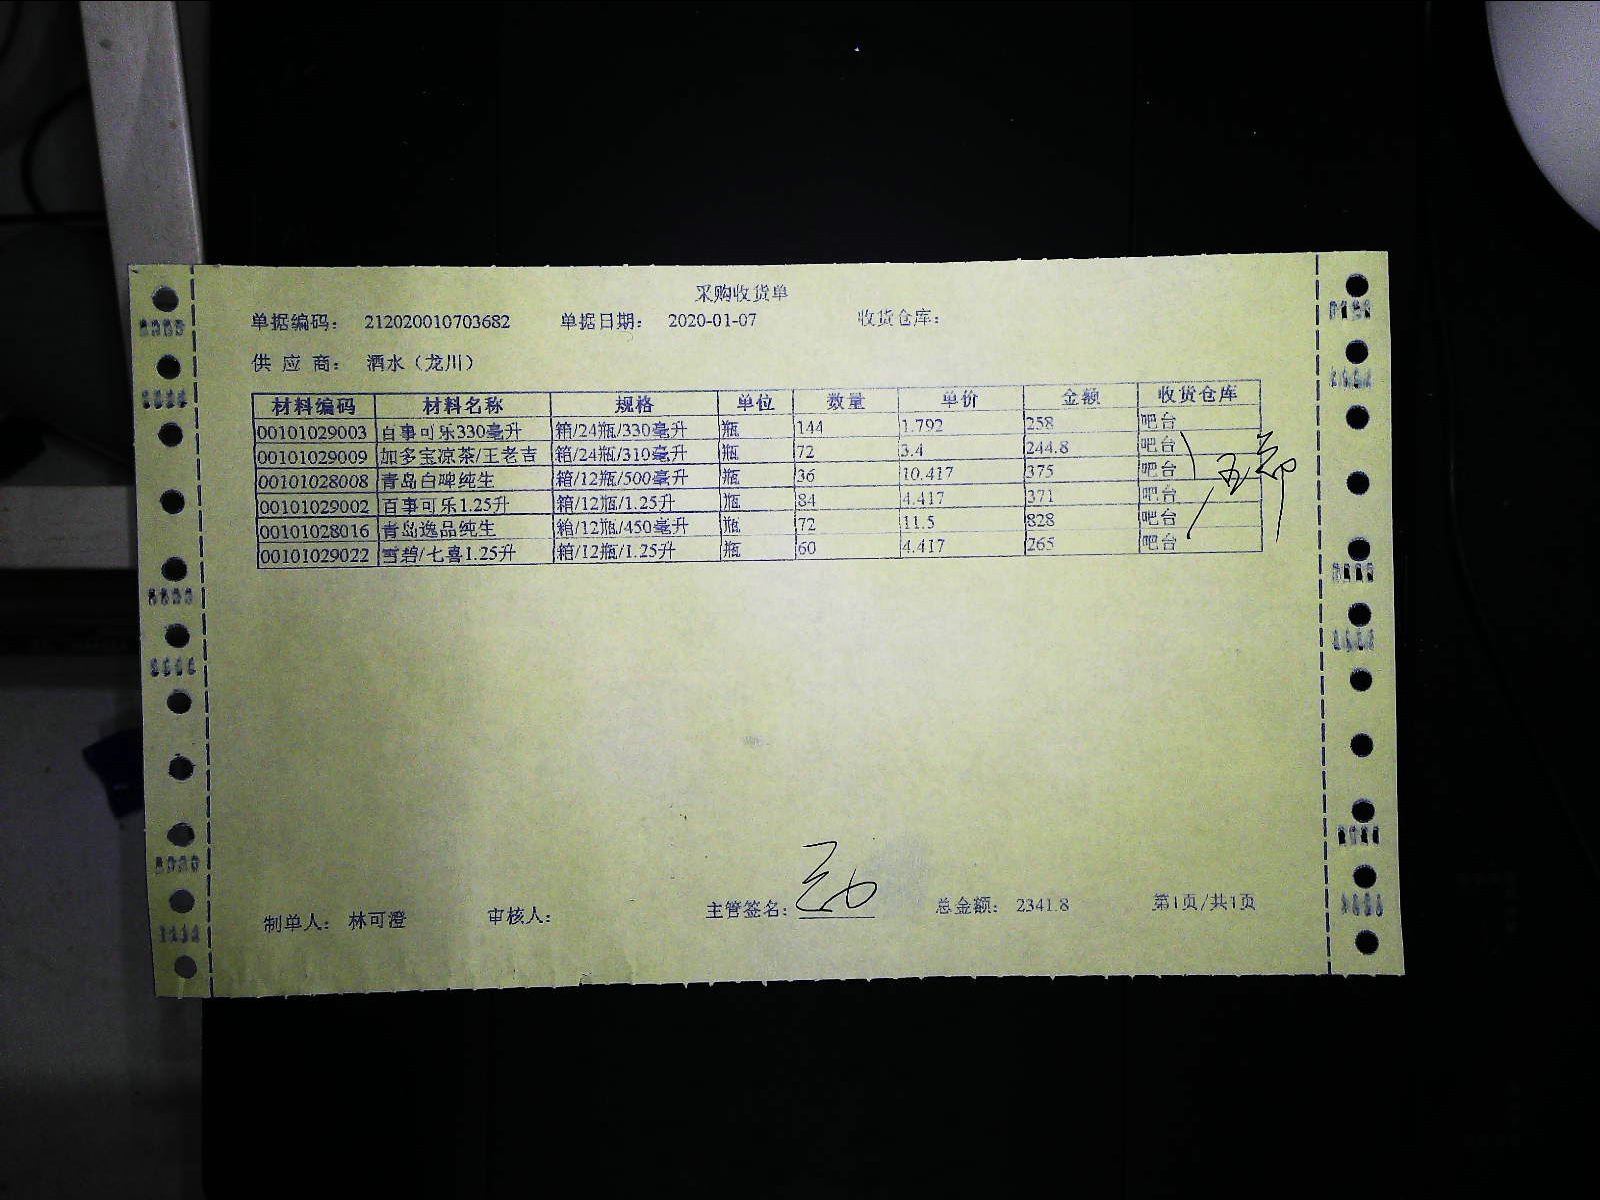 采购收货单
单据编码： 212020010703682 单据日期： 2020-01-07 收货仓库：
供 应 商： 酒水（龙川）
材料编码 材料名称 规格 单位 数量 单价 金额 收货仓库
00101029003 百事可乐330毫升 箱/24瓶/330毫升 瓶 144 1.792 258 吧台
00101029009 加多宝凉茶/王老吉 箱/24瓶/310毫升 瓶 72 3.4 244.8 吧台
00101028008 青岛白啤纯生 箱/12瓶/500毫升 瓶 36 10.417 375 吧台
00101029002 百事可乐1.25升 箱/12瓶/1.25升 瓶 84 4.417 371 吧台
00101028016 青岛逸品纯生 箱/12瓶/450毫升 瓶 72 11.5 828 吧台
00101029022 雪碧/七喜1.25升 箱/12瓶/1.25升 瓶 60 4.417 265 吧台
制单人： 林可澄 审核人： 主管签名： 总金额： 2341.8 第1页/共1页